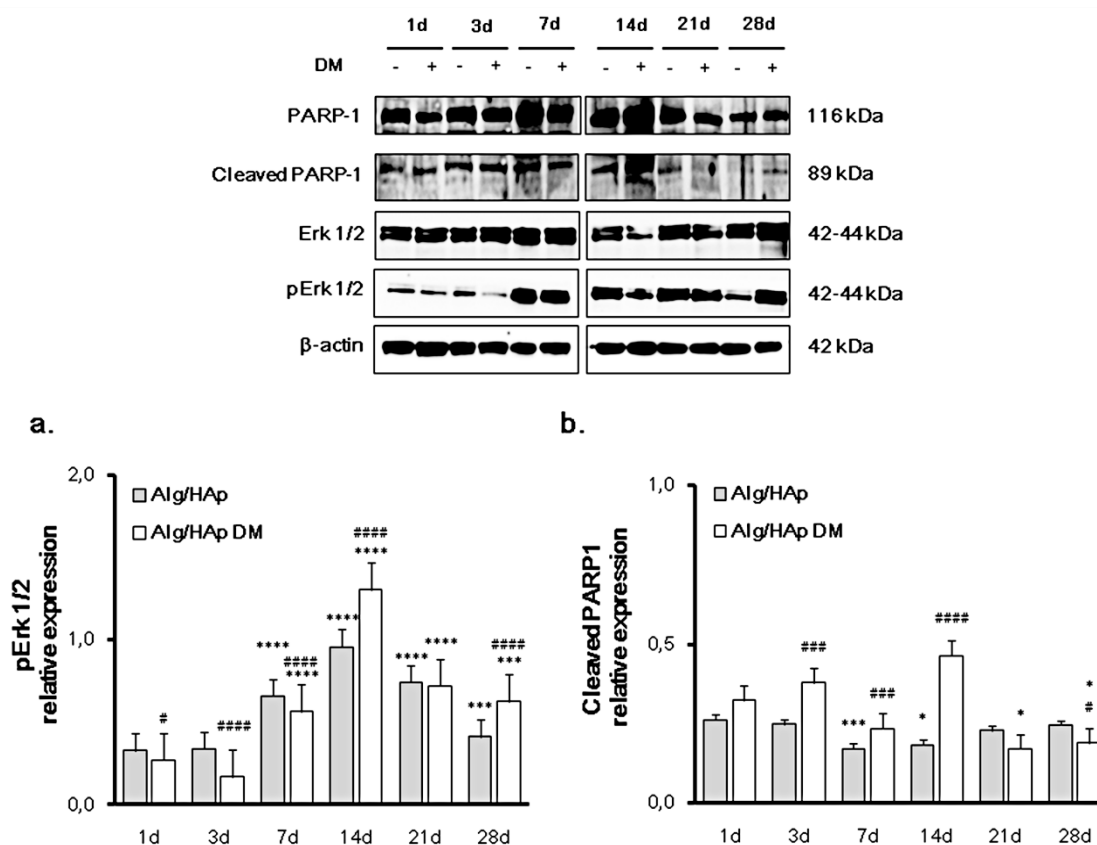 1d 3d 7d 14d 21d 28d
DM - + - + - + - + - + - +
PARP-1 116 kDa
Cleaved PARP-1 89 kDa
Erk 1/2 42-44 kDa
pErk 1/2 42-44 kDa
β-actin 42 kDa
a.
pErk 1/2
relative expression
2,0
1,0
0,0
Alg/HAp
Alg/HAp DM
#
####
****
####
****
****
####
****
****
****
***
####
***
1d 3d 7d 14d 21d 28d
b.
Cleaved PARP1
relative expression
1,0
0,5
0,0
Alg/HAp
Alg/HAp DM
###
***
###
*
####
*
*
#
1d 3d 7d 14d 21d 28d